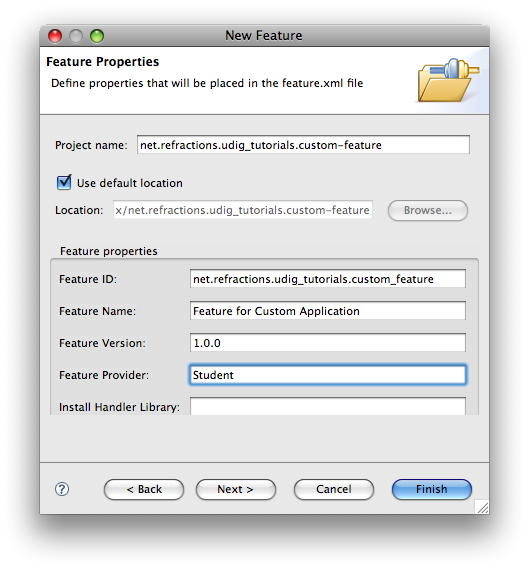 New Feature
Feature Properties
Define properties that will be placed in the feature.xml file
Project name: net.refractions.udig_tutorials.custom-feature
Use default location
Location: x/net.refractions.udig_tutorials.custom-feature Browse...
Feature properties
Feature ID: net.refractions.udig_tutorials.custom_feature
Feature Name: Feature for Custom Application
Feature Version: 1.0.0
Feature Provider: Student
Install Handler Library:
? < Back Next > Cancel Finish